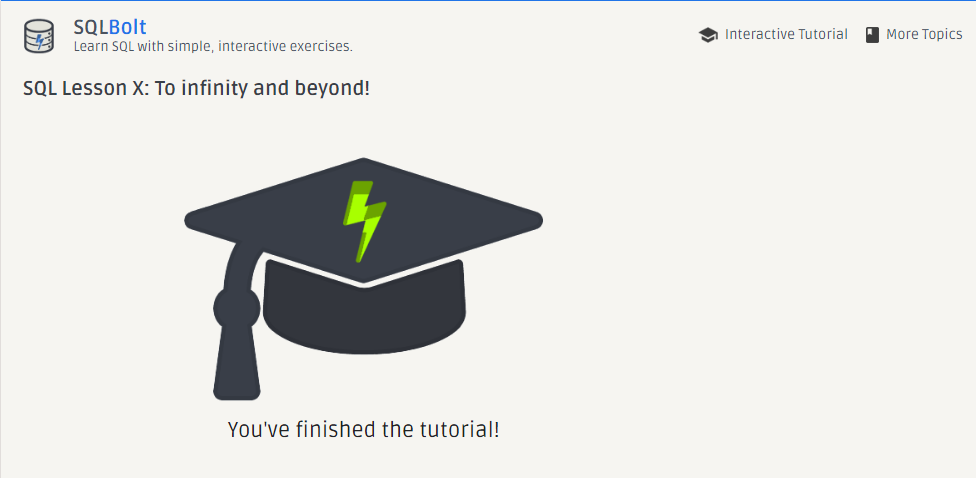 SQLBolt
Learn SQL with simple, interactive exercises.
Interactive Tutorial
More Topics
SQL Lesson X: To infinity and beyond!
You've finished the tutorial!